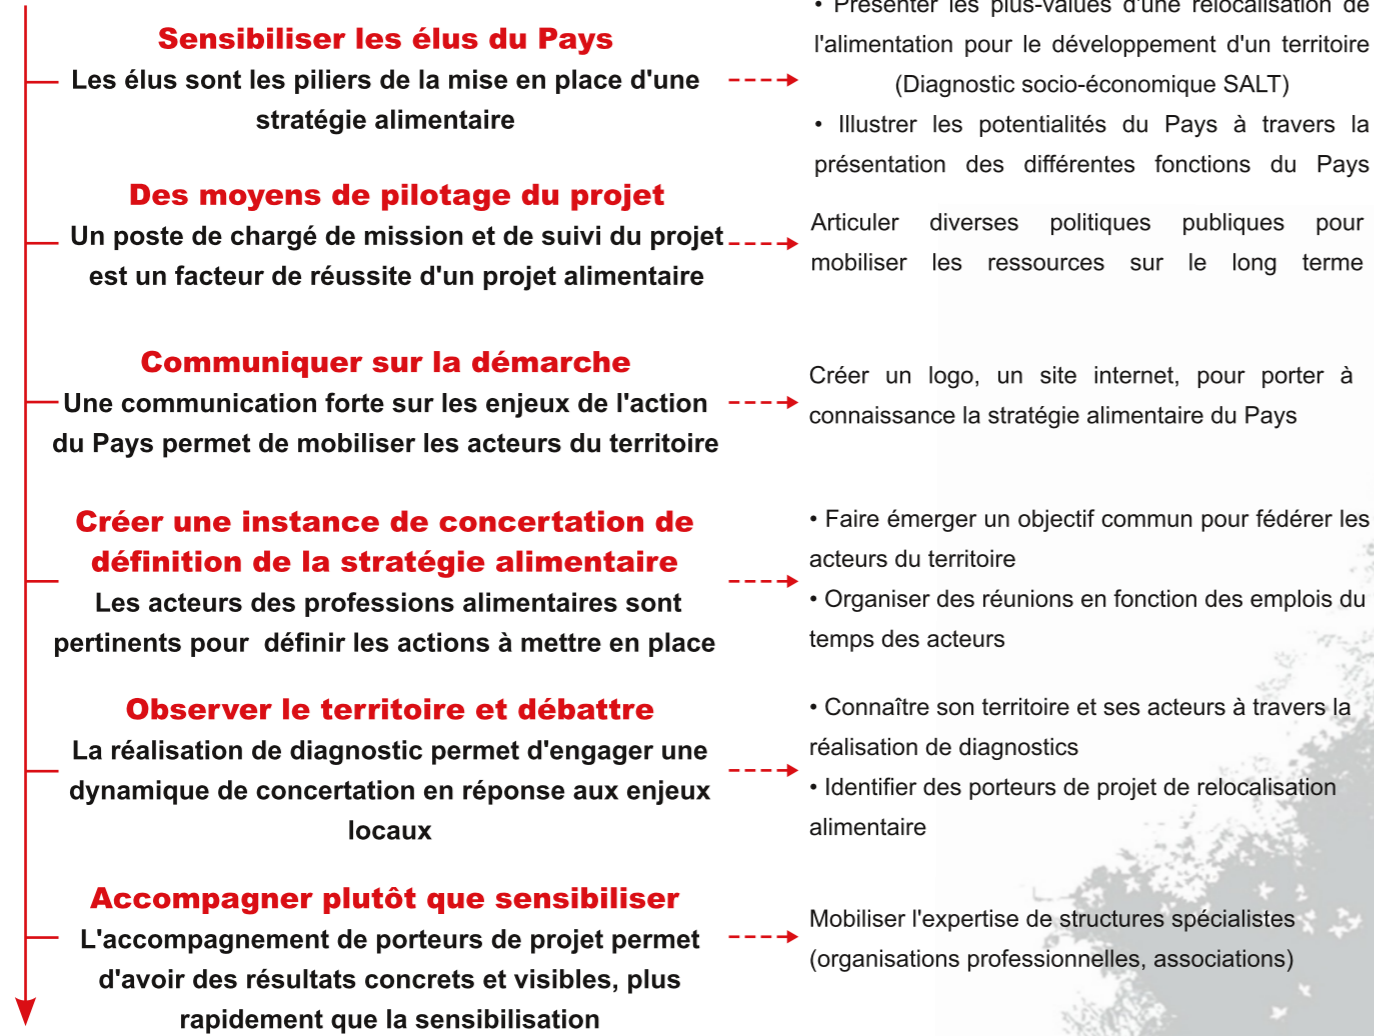 • Présenter les plus-values d'une relocalisation de
l'alimentation pour le développement d'un territoire
(Diagnostic socio-économique SALT)
• Illustrer les potentialités du Pays à travers la
présentation des différentes fonctions du Pays
Sensibiliser les élus du Pays
Les élus sont les piliers de la mise en place d'une
stratégie alimentaire
Des moyens de pilotage du projet
Un poste de chargé de mission et de suivi du projet
est un facteur de réussite d'un projet alimentaire
Articuler diverses politiques publiques pour
mobiliser les ressources sur le long terme
Communiquer sur la démarche
Une communication forte sur les enjeux de l'action
du Pays permet de mobiliser les acteurs du territoire
Créer un logo, un site internet, pour porter à
connaissance la stratégie alimentaire du Pays
Créer une instance de concertation de
définition de la stratégie alimentaire
Les acteurs des professions alimentaires sont
pertinents pour  définir les actions à mettre en place
• Faire émerger un objectif commun pour fédérer les
acteurs du territoire
• Organiser des réunions en fonction des emplois du
temps des acteurs
Observer le territoire et débattre
La réalisation de diagnostic permet d'engager une
dynamique de concertation en réponse aux enjeux
locaux
• Connaître son territoire et ses acteurs à travers la
réalisation de diagnostics
• Identifier des porteurs de projet de relocalisation
alimentaire
Accompagner plutôt que sensibiliser
L'accompagnement de porteurs de projet permet
d'avoir des résultats concrets et visibles, plus
rapidement que la sensibilisation
Mobiliser l'expertise de structures spécialistes
(organisations professionnelles, associations)